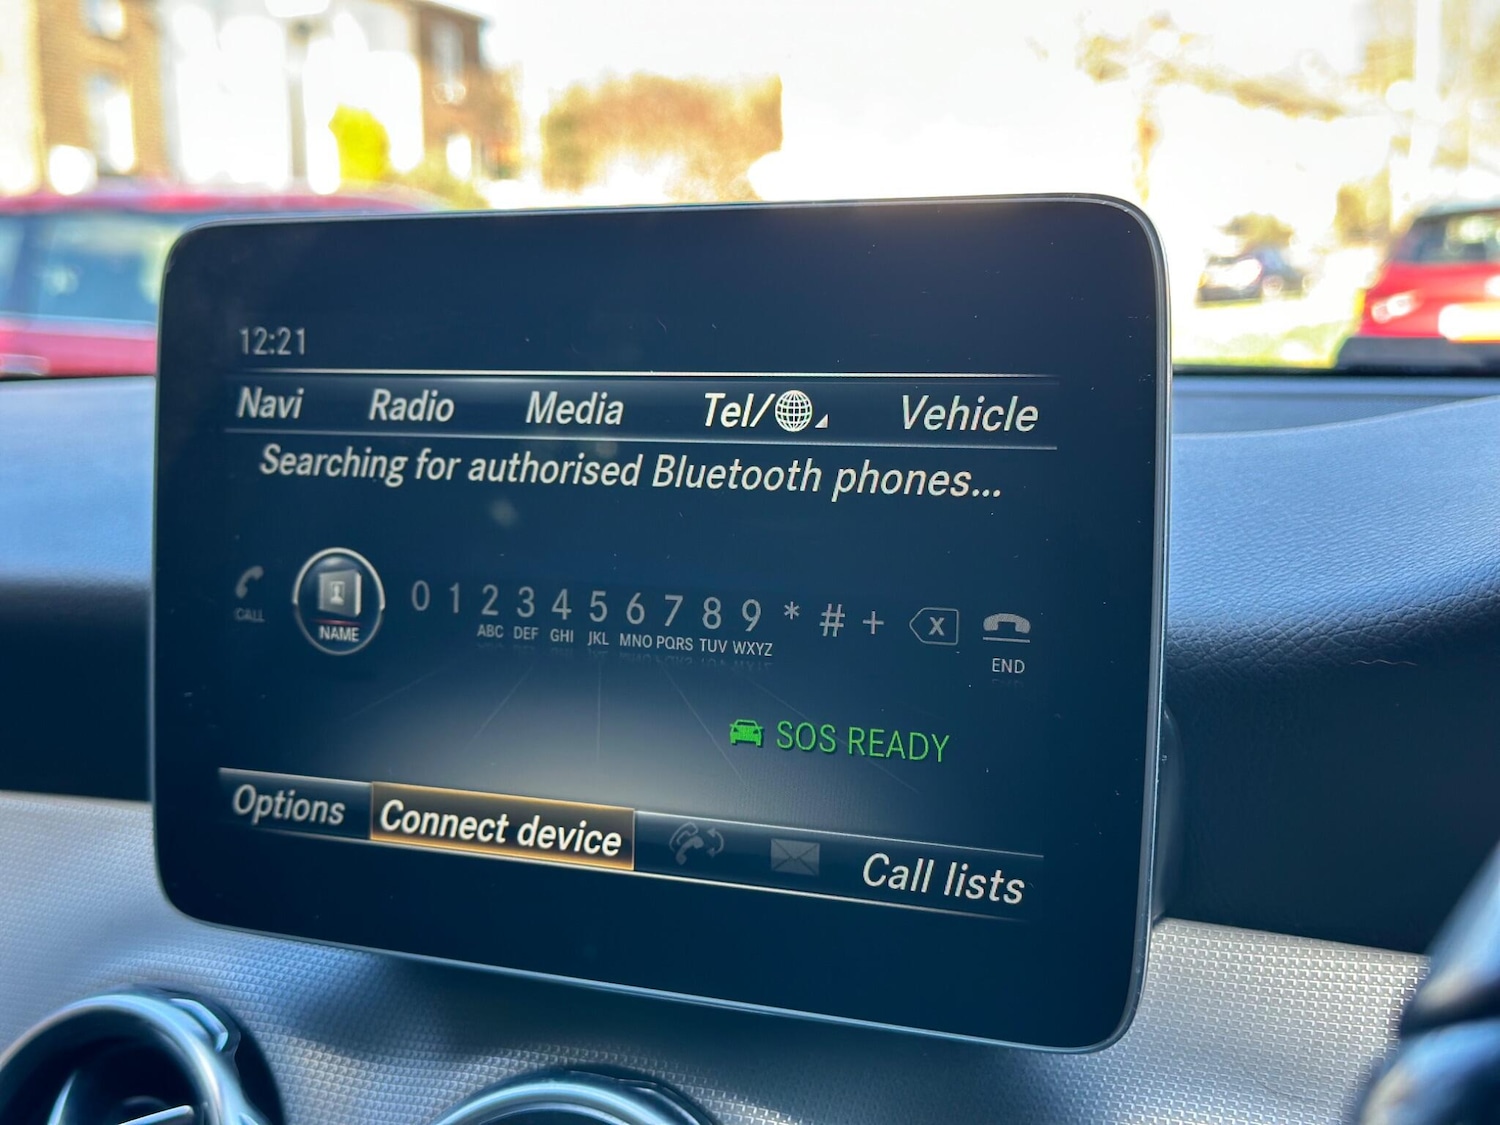 12:21
Navi Radio Media Tel/ Vehicle
Searching for authorised Bluetooth phones...
CALL NAME 0 1 2 3 4 5 6 7 8 9 * # + X END
ABC DEF GHI JKL MNO PQRS TUV WXYZ
SOS READY
Options Connect device Call lists